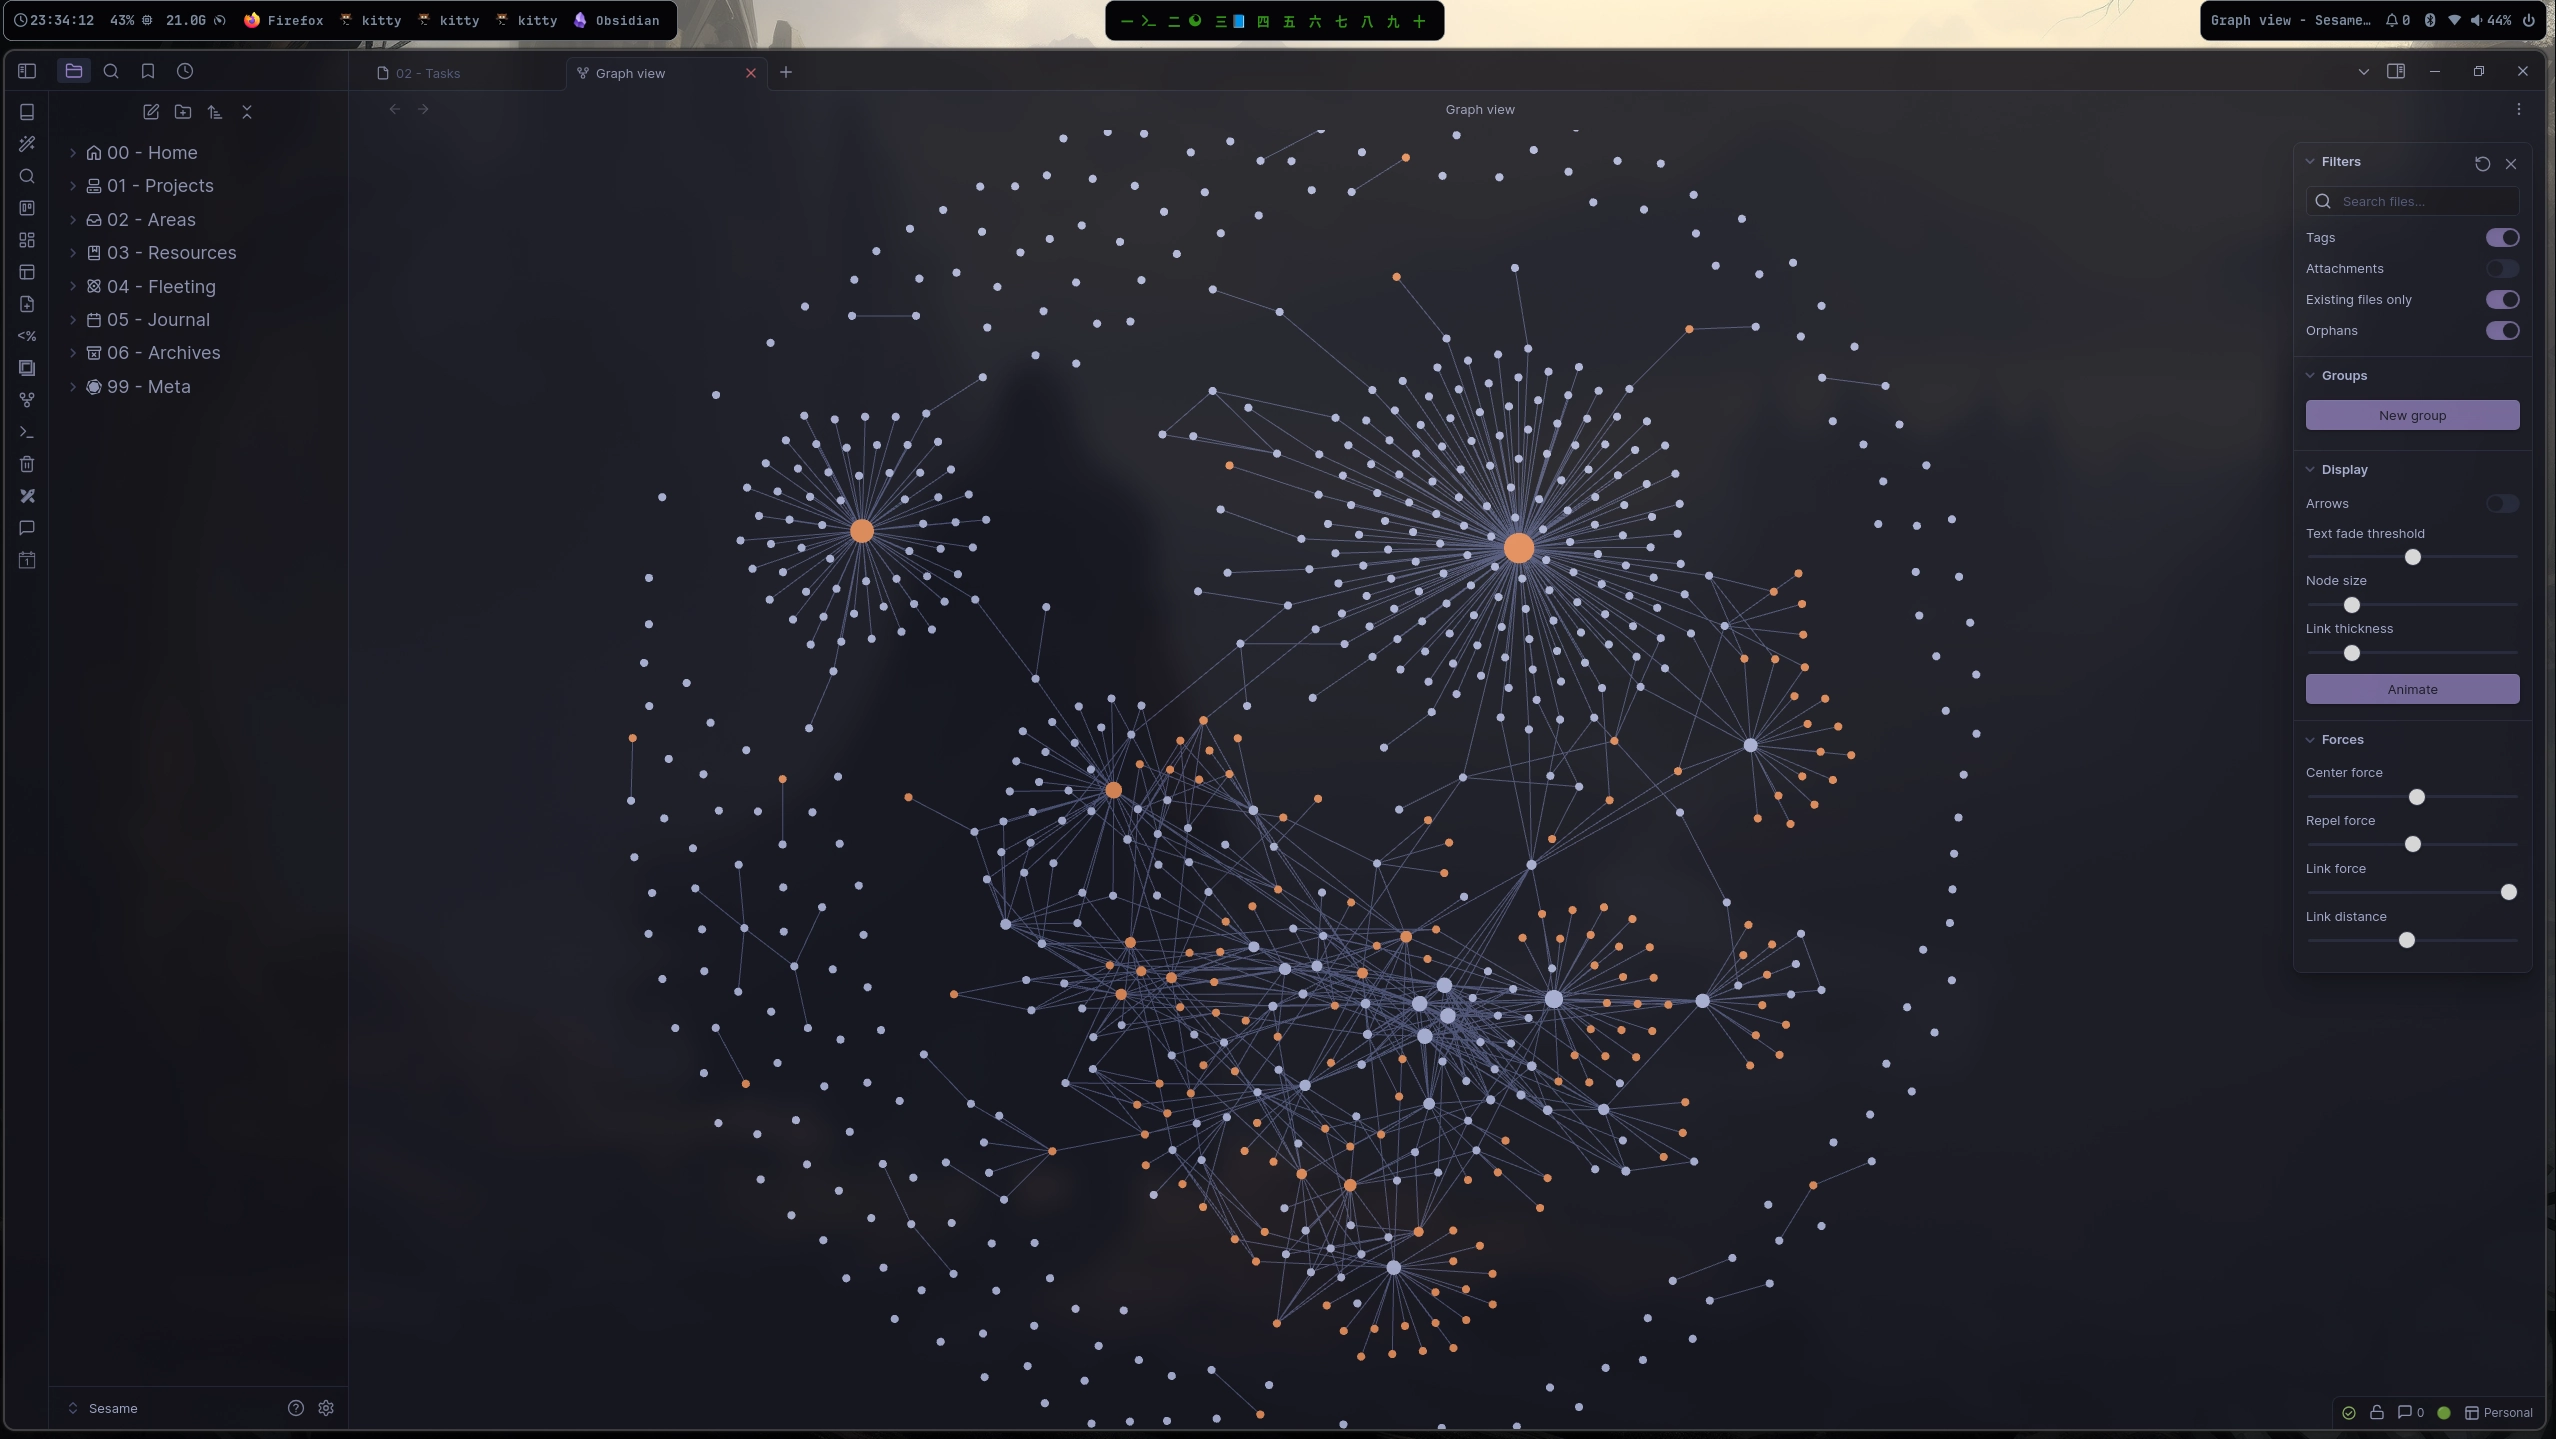 23:34:12 43% 21.0G Firefox kitty kitty kitty Obsidian
一 二 三 四 五 六 七 八 九 十
Graph view - Sesame… 0 44%
02 - Tasks
Graph view
Graph view
00 - Home
01 - Projects
02 - Areas
03 - Resources
04 - Fleeting
05 - Journal
06 - Archives
99 - Meta
<%
1
Filters
Search files...
Tags
Attachments
Existing files only
Orphans
Groups
New group
Display
Arrows
Text fade threshold
Node size
Link thickness
Animate
Forces
Center force
Repel force
Link force
Link distance
Sesame
0 Personal